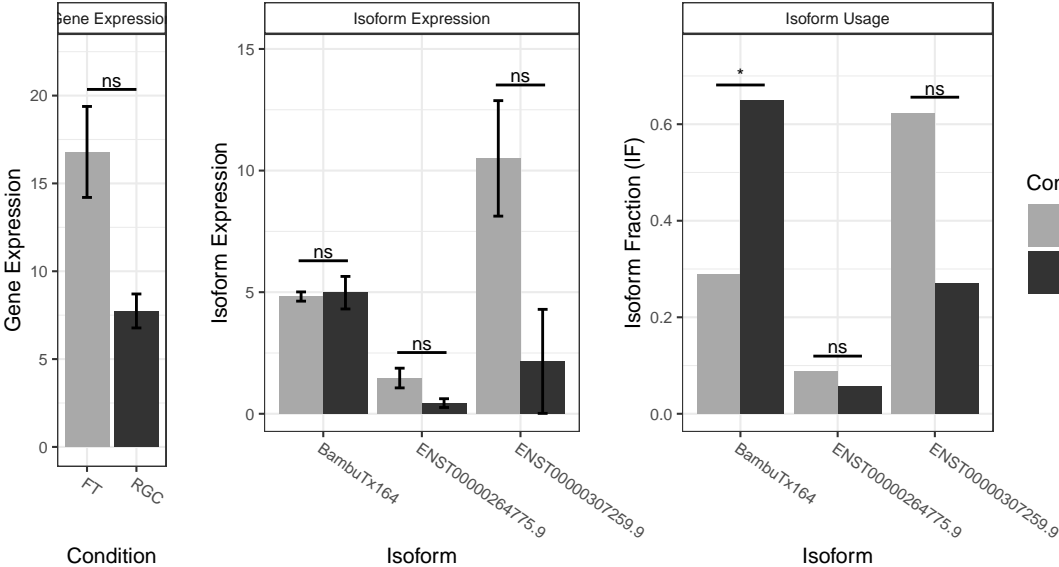 Gene Expression
ns
20
15
10
5
0
Gene Expression
FT
RGC
Condition
Isoform Expression
15
10
5
0
Isoform Expression
ns
ns
ns
BambuTx164
ENST00000264775.9
ENST00000307259.9
Isoform
Isoform Usage
0.6
0.4
0.2
0.0
Isoform Fraction (IF)
*
ns
ns
BambuTx164
ENST00000264775.9
ENST00000307259.9
Isoform
Con